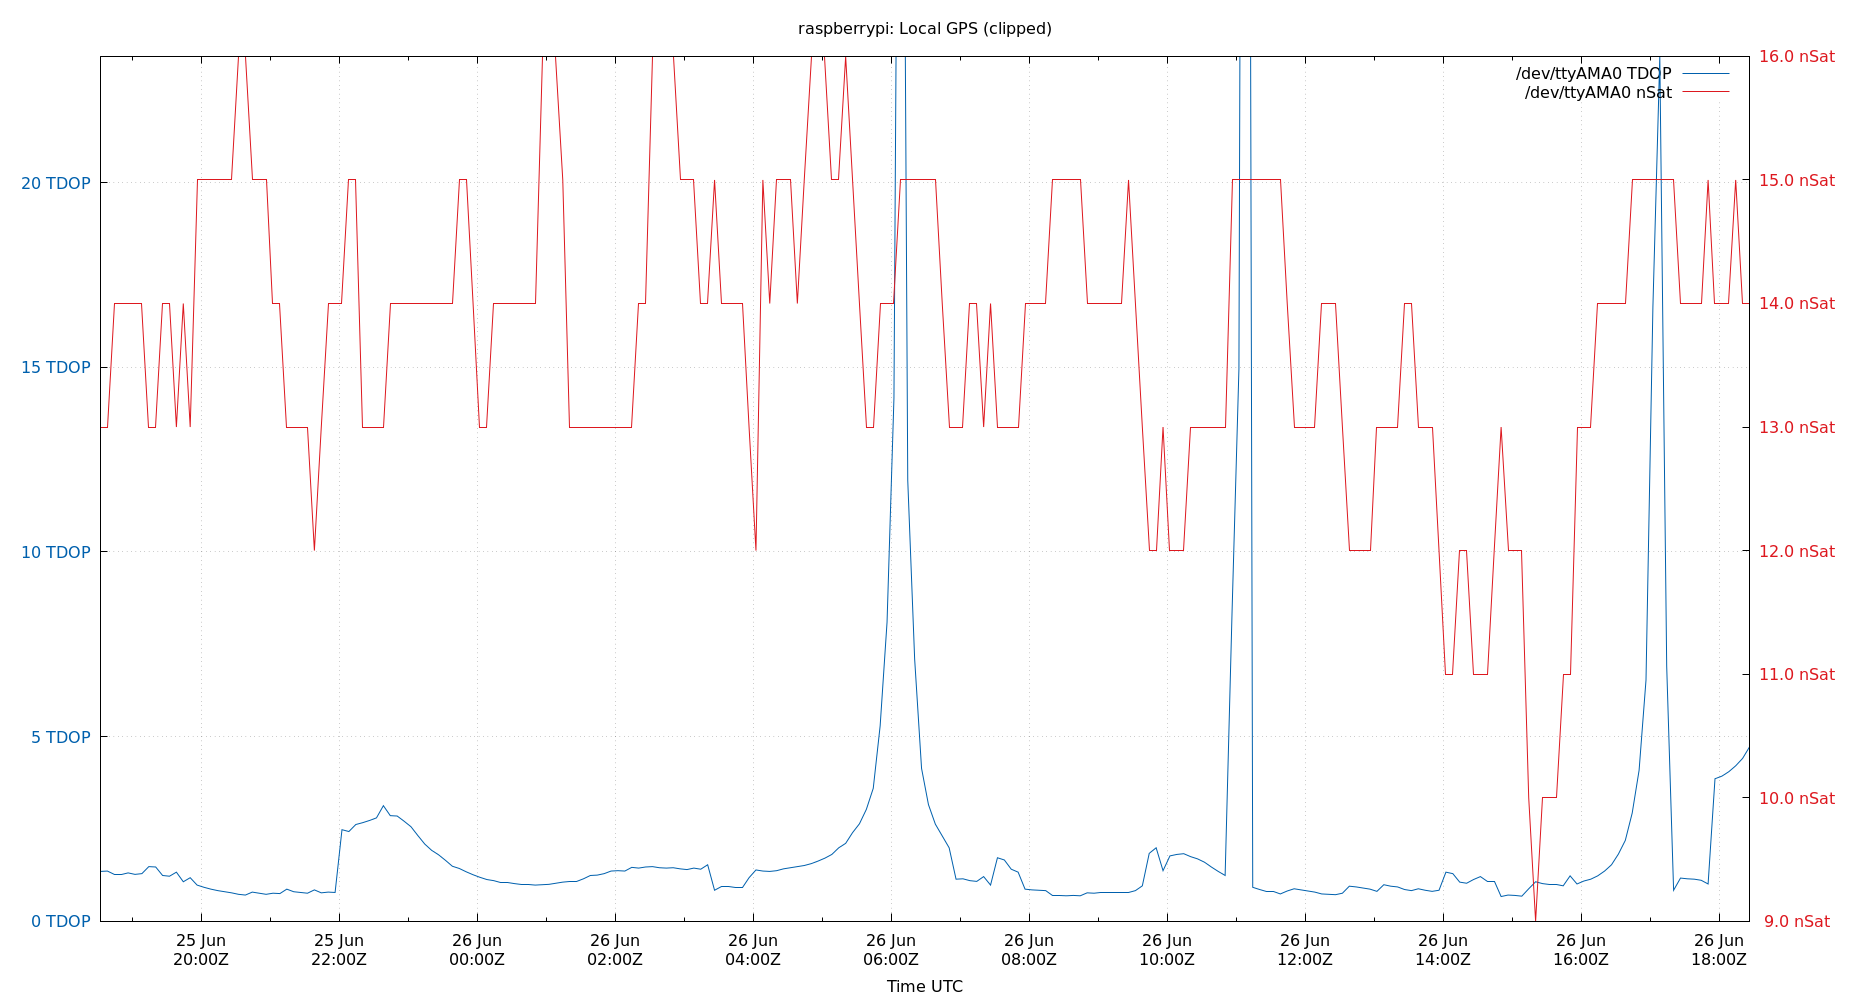 raspberrypi: Local GPS (clipped)
/dev/ttyAMA0 TDOP
/dev/ttyAMA0 nSat
20 TDOP
15 TDOP
10 TDOP
5 TDOP
0 TDOP
16.0 nSat
15.0 nSat
14.0 nSat
13.0 nSat
12.0 nSat
11.0 nSat
10.0 nSat
9.0 nSat
25 Jun 25 Jun 26 Jun 26 Jun 26 Jun 26 Jun 26 Jun 26 Jun 26 Jun 26 Jun 26 Jun 26 Jun
20:00Z 22:00Z 00:00Z 02:00Z 04:00Z 06:00Z 08:00Z 10:00Z 12:00Z 14:00Z 16:00Z 18:00Z
Time UTC